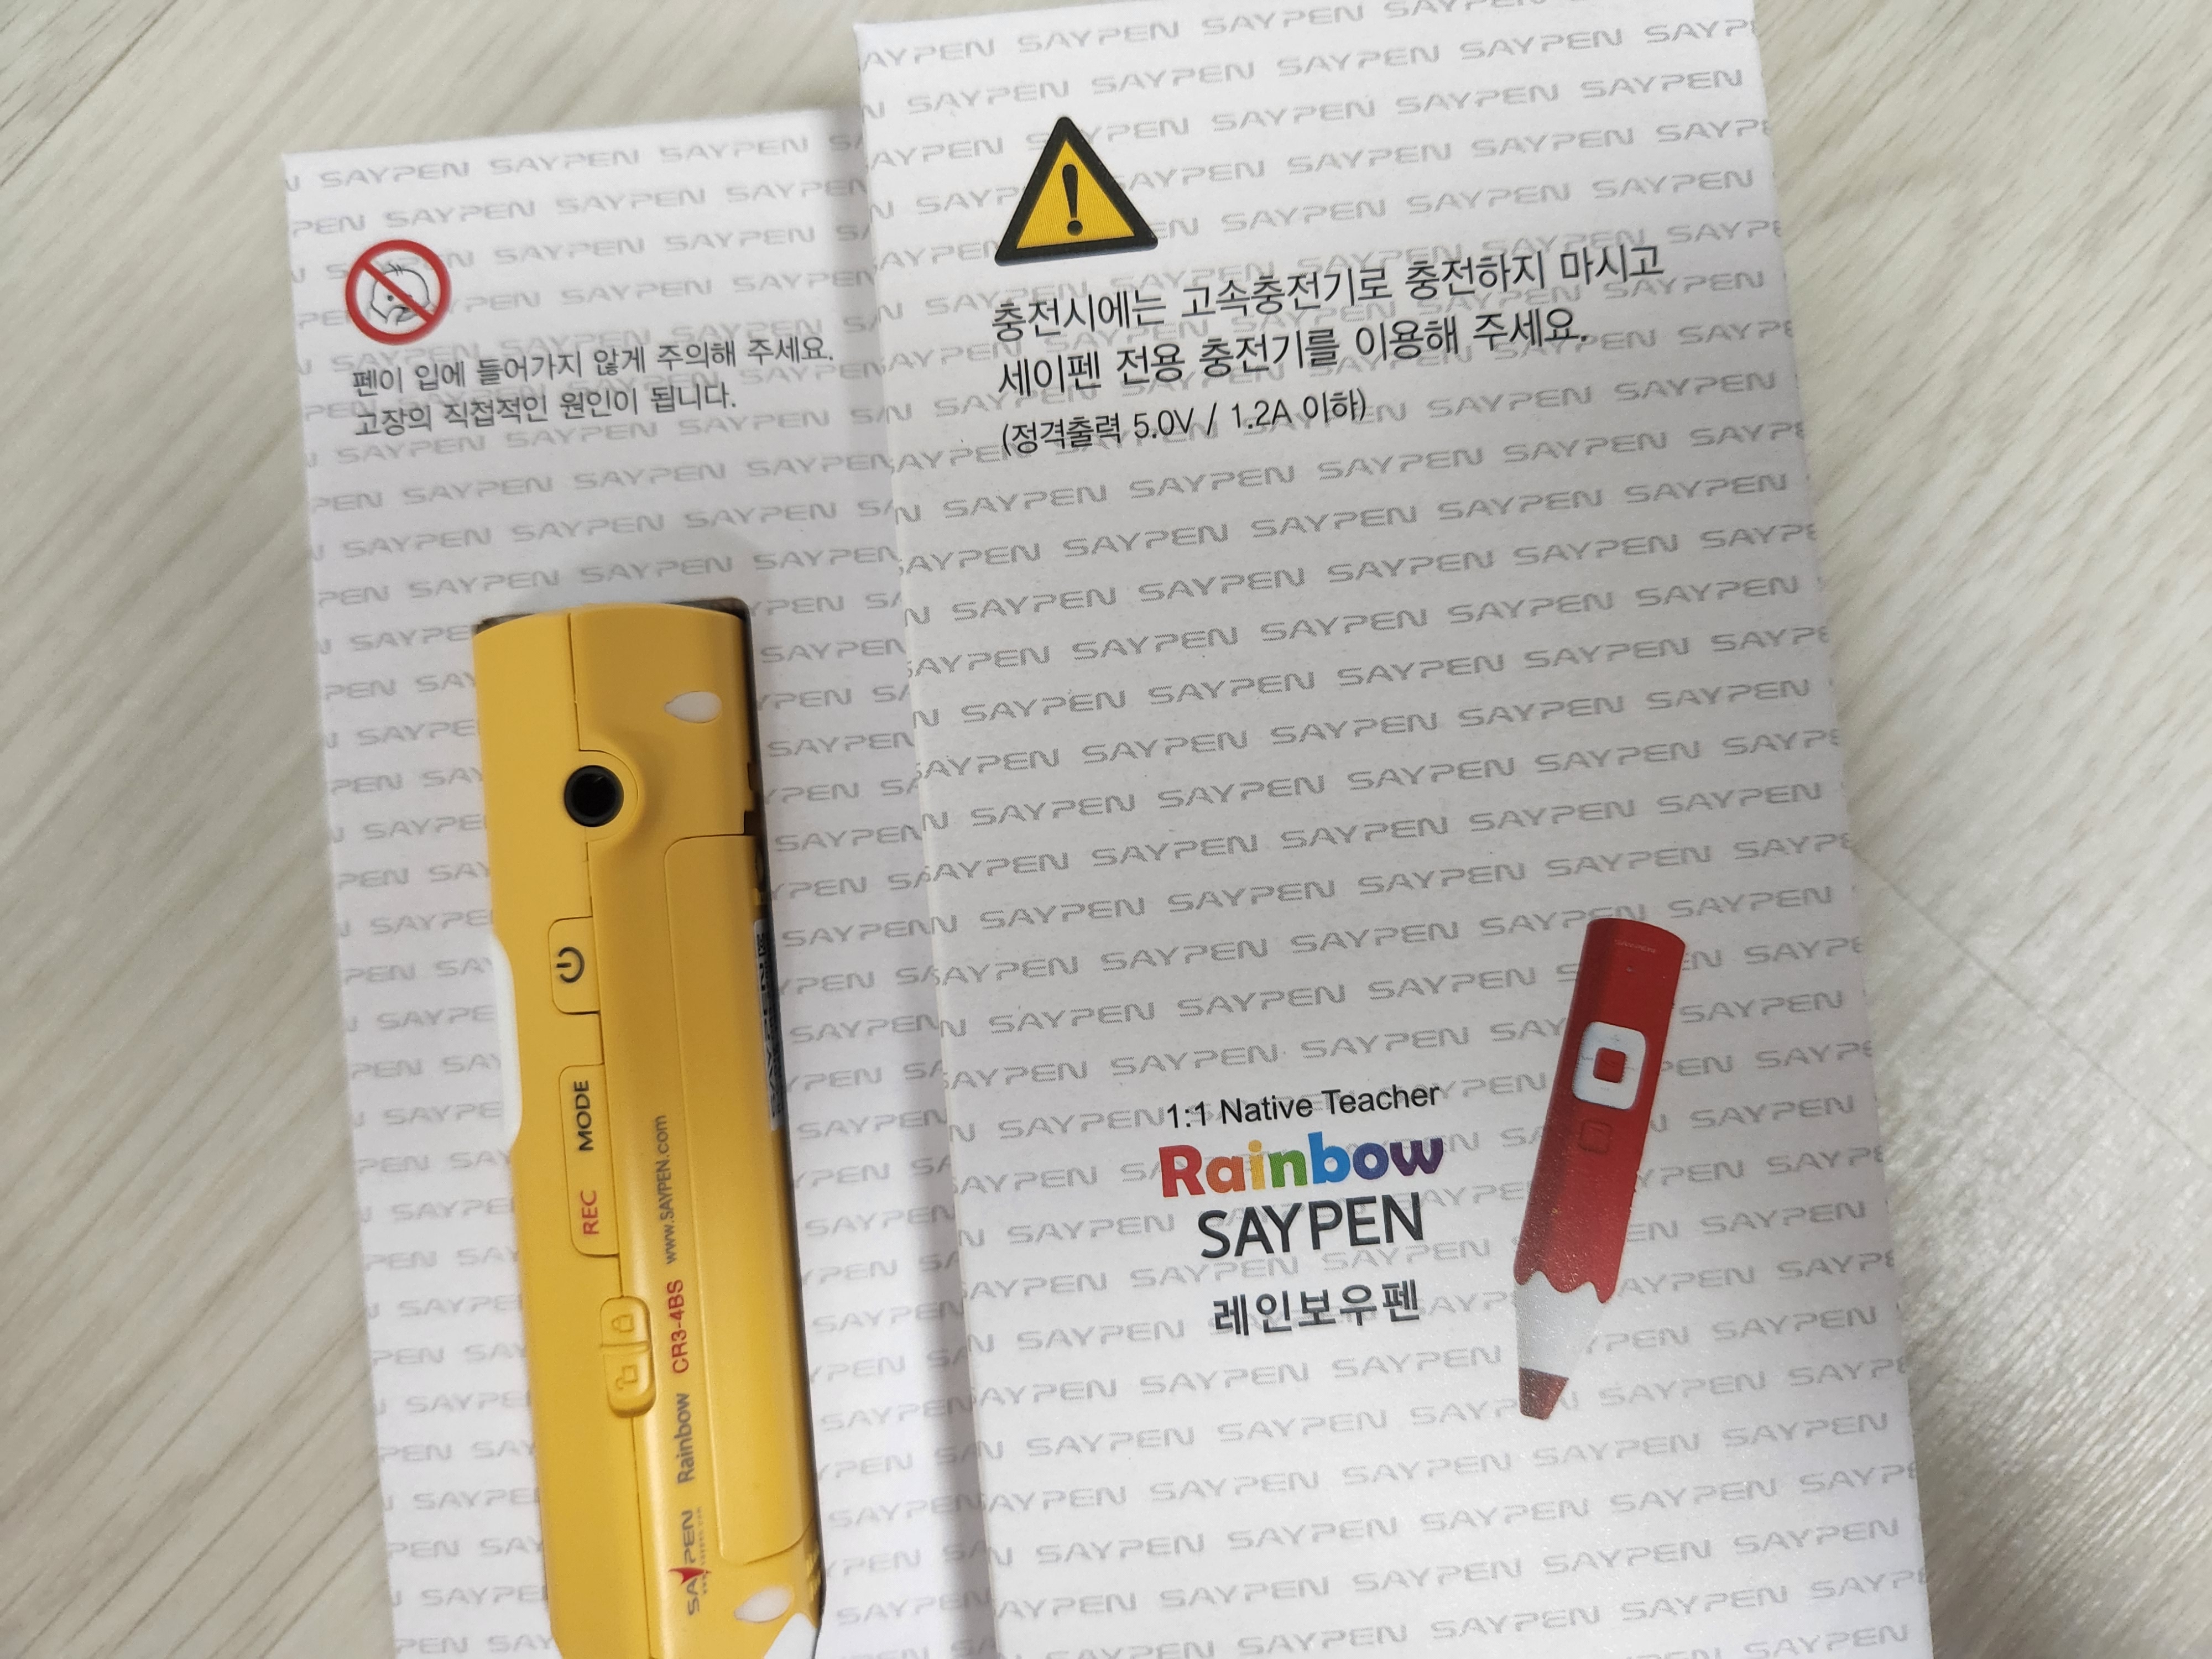 펜이 입에 들어가지 않게 주의해 주세요.
고장의 직접적인 원인이 됩니다.
MODE
REC
SAYPEN Rainbow CR3-4BS www.SAYPEN.com
충전시에는 고속충전기로 충전하지 마시고
세이펜 전용 충전기를 이용해 주세요.
(정격출력 5.0V / 1.2A 이하)
1:1 Native Teacher
Rainbow
SAYPEN
레인보우펜
SAYPEN